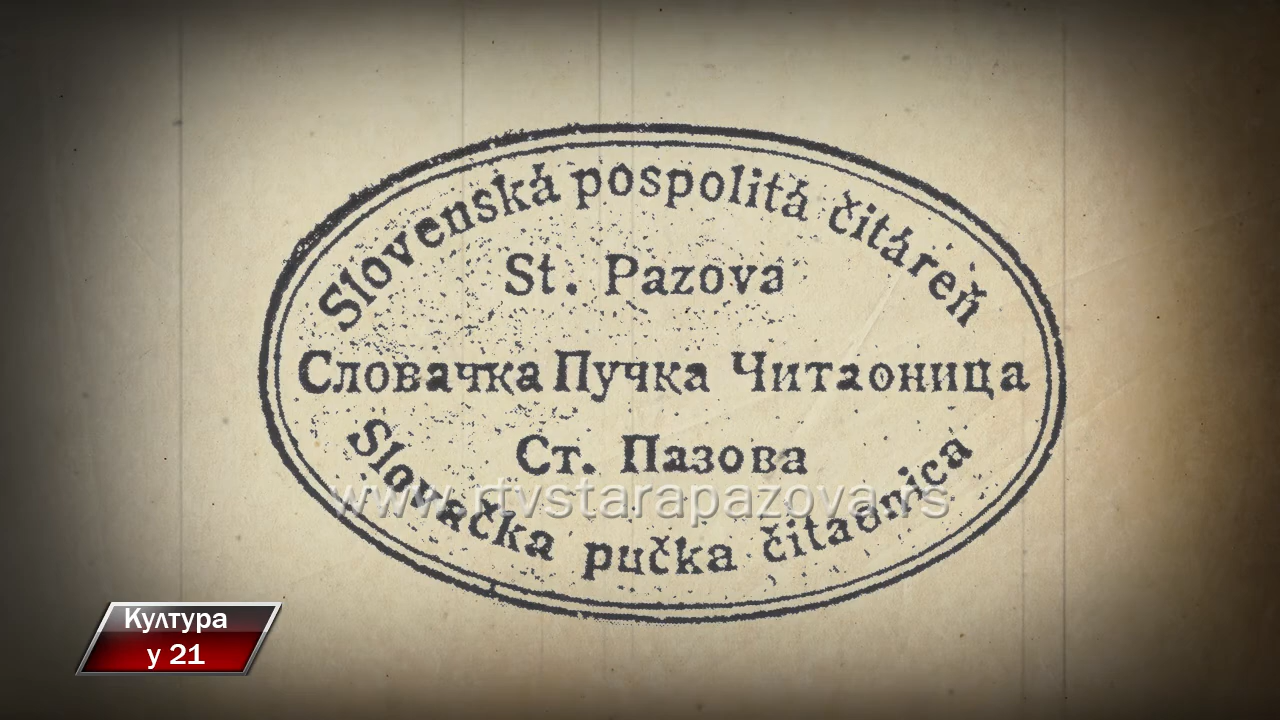 Slovenská pospolitá čitáreň
St. Pazova
Словачка Пучка Читаоница
Ст. Пазова
Slovačka pučka čitaonica
www.rtvstarapazova.rs
Култура
у 21